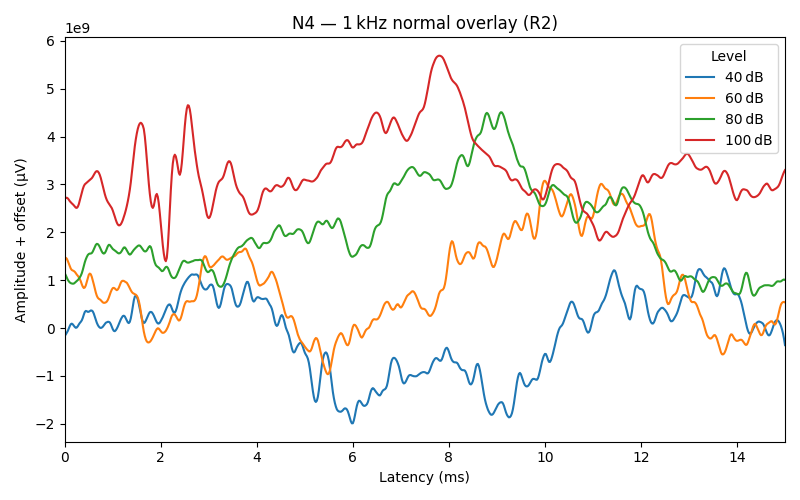 N4 — 1 kHz normal overlay (R2)
1e9
Amplitude + offset (µV)
6
5
4
3
2
1
0
−1
−2
Level
40 dB
60 dB
80 dB
100 dB
0 2 4 6 8 10 12 14
Latency (ms)